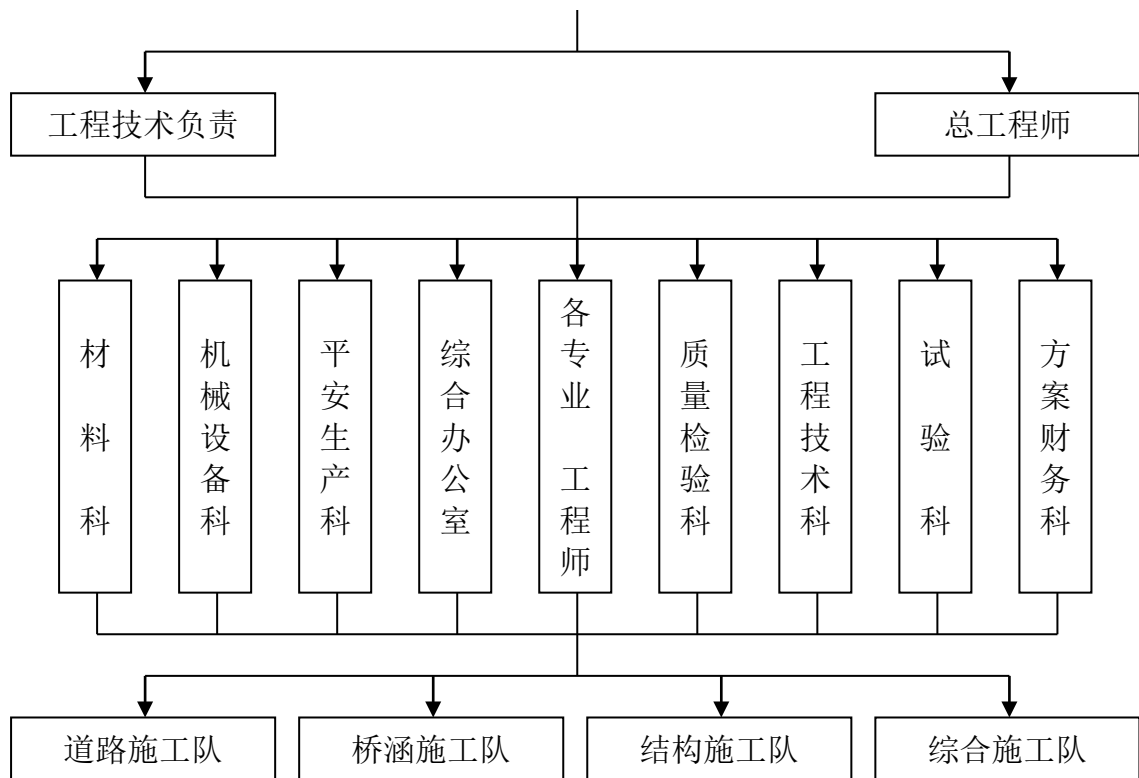 工程技术负责
总工程师
材料科
机械设备科
平安生产科
综合办公室
各专业 工程师
质量检验科
工程技术科
试验科
方案财务科
道路施工队
桥涵施工队
结构施工队
综合施工队